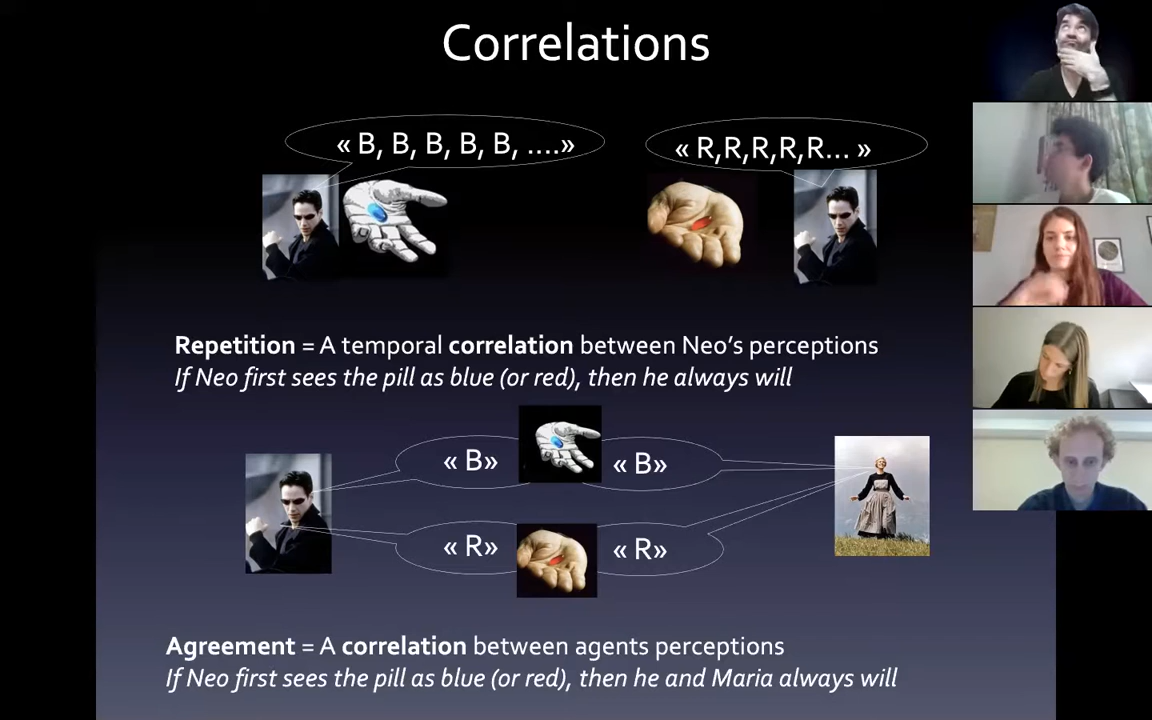 Correlations
« B, B, B, B, B, ....»
« R,R,R,R,R... »
Repetition = A temporal correlation between Neo's perceptions
If Neo first sees the pill as blue (or red), then he always will
« B»
« B»
« R»
« R»
Agreement = A correlation between agents perceptions
If Neo first sees the pill as blue (or red), then he and Maria always will